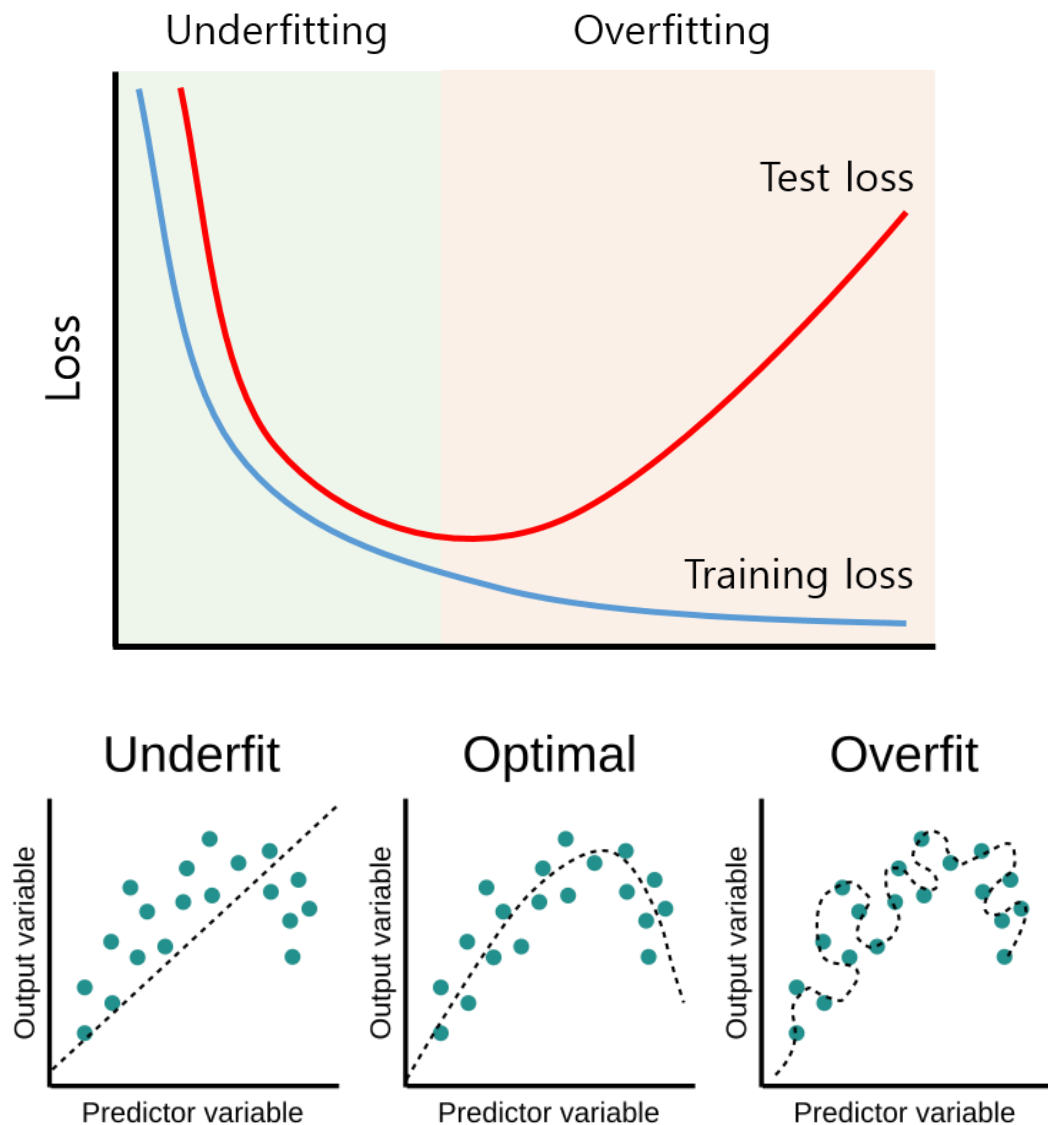 Underfitting
Overfitting
Test loss
Loss
Training loss
Underfit
Optimal
Overfit
Output variable
Output variable
Output variable
Predictor variable
Predictor variable
Predictor variable